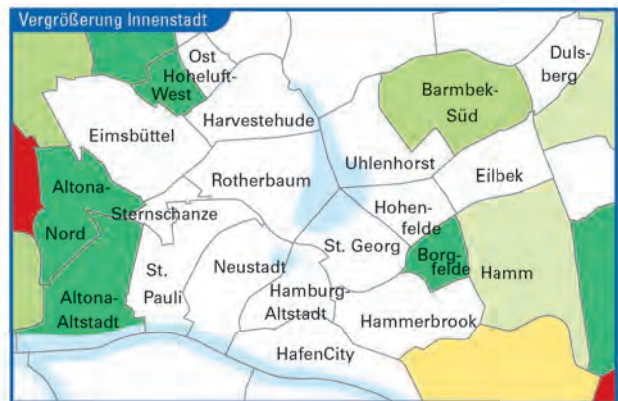 Vergrößerung Innenstadt
Ost
Hoheluft-
West
Duls-
berg
Barmbek-
Süd
Harvestehude
Eimsbüttel
Uhlenhorst
Eilbek
Rotherbaum
Altona-
Nord
Sternschanze
Hohen-
felde
St. Georg
Borg-
felde
Hamm
St.
Pauli
Neustadt
Hamburg-
Altstadt
Altona-
Altstadt
Hammerbrook
HafenCity